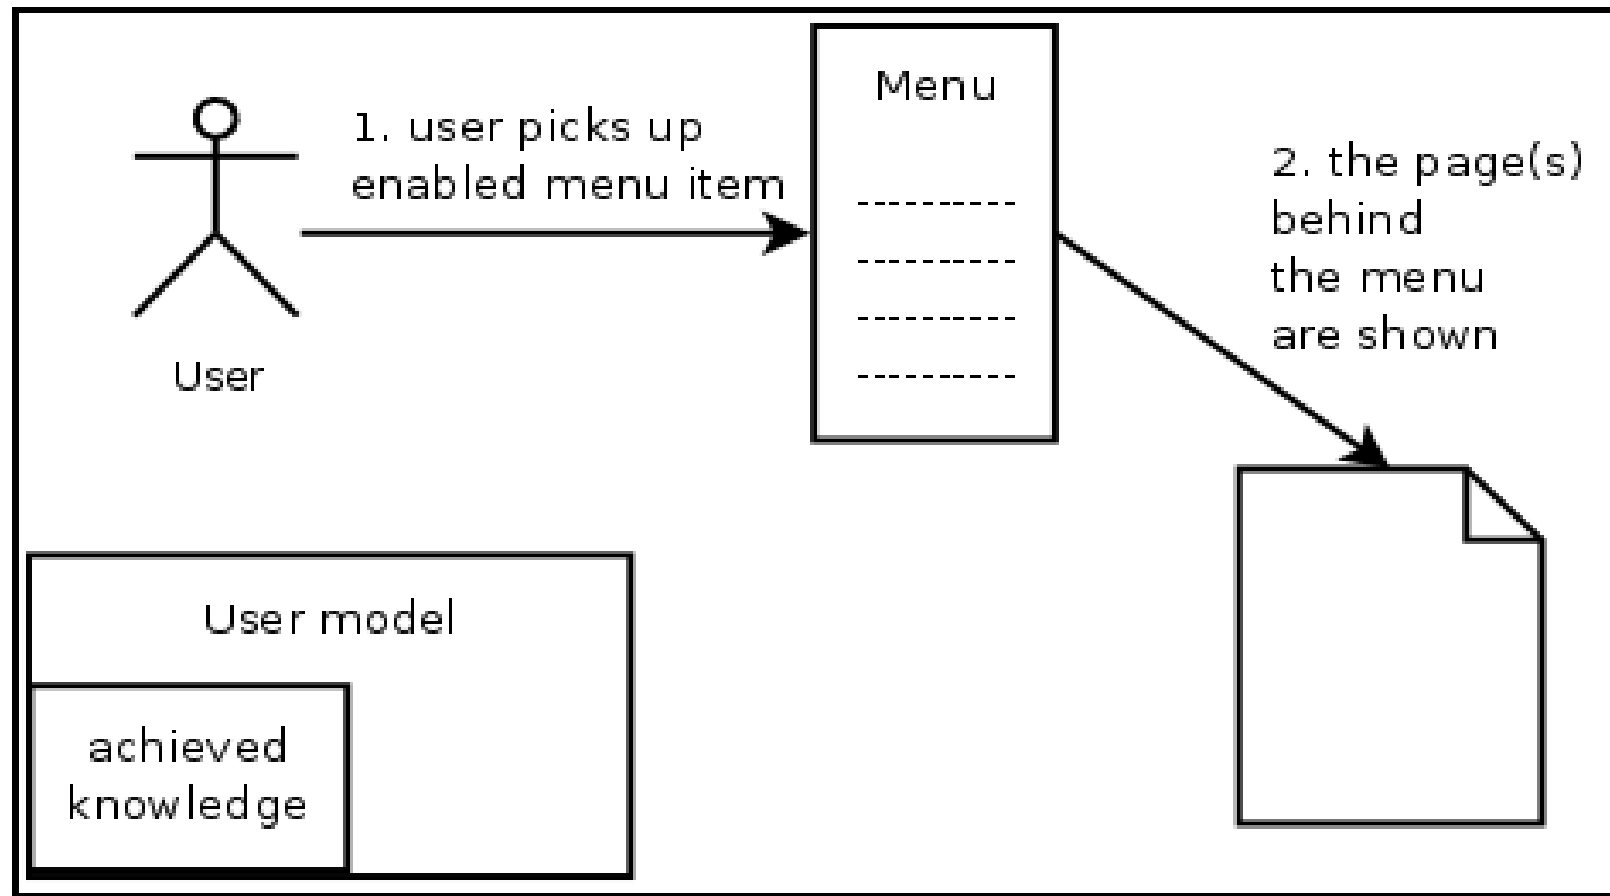 Menu
1. user picks up
enabled menu item
2. the page(s)
behind
the menu
are shown
User
User model
achieved
knowledge